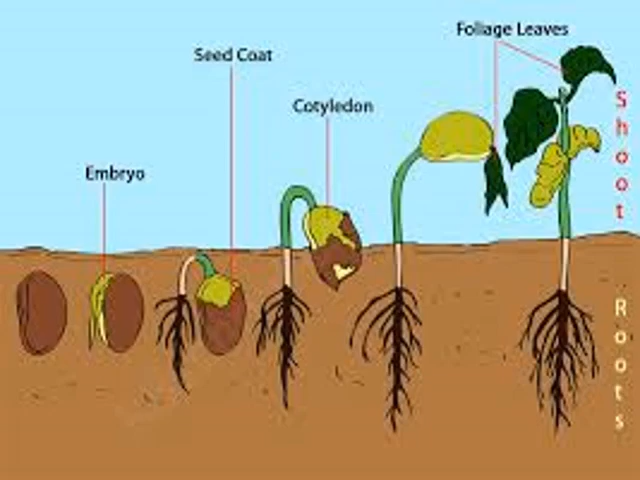 Foliage Leaves
Seed Coat
Cotyledon
Embryo
Shoot
Roots